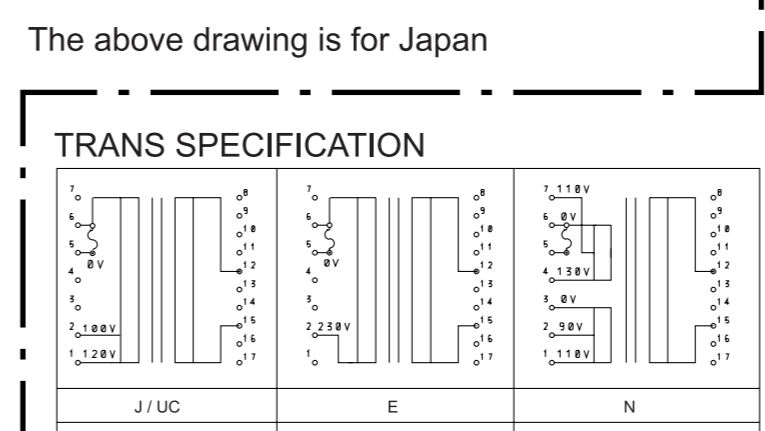 The above drawing is for Japan
TRANS SPECIFICATION
7
6
5
0V
4
3
2 100V
1 120V
8
9
10
11
12
13
14
15
16
17
7
6
5
0V
4
3
2 230V
1
8
9
10
11
12
13
14
15
16
17
7 110V
6 0V
5
4 130V
3 0V
2 90V
1 110V
8
9
10
11
12
13
14
15
16
17
J / UC
E
N